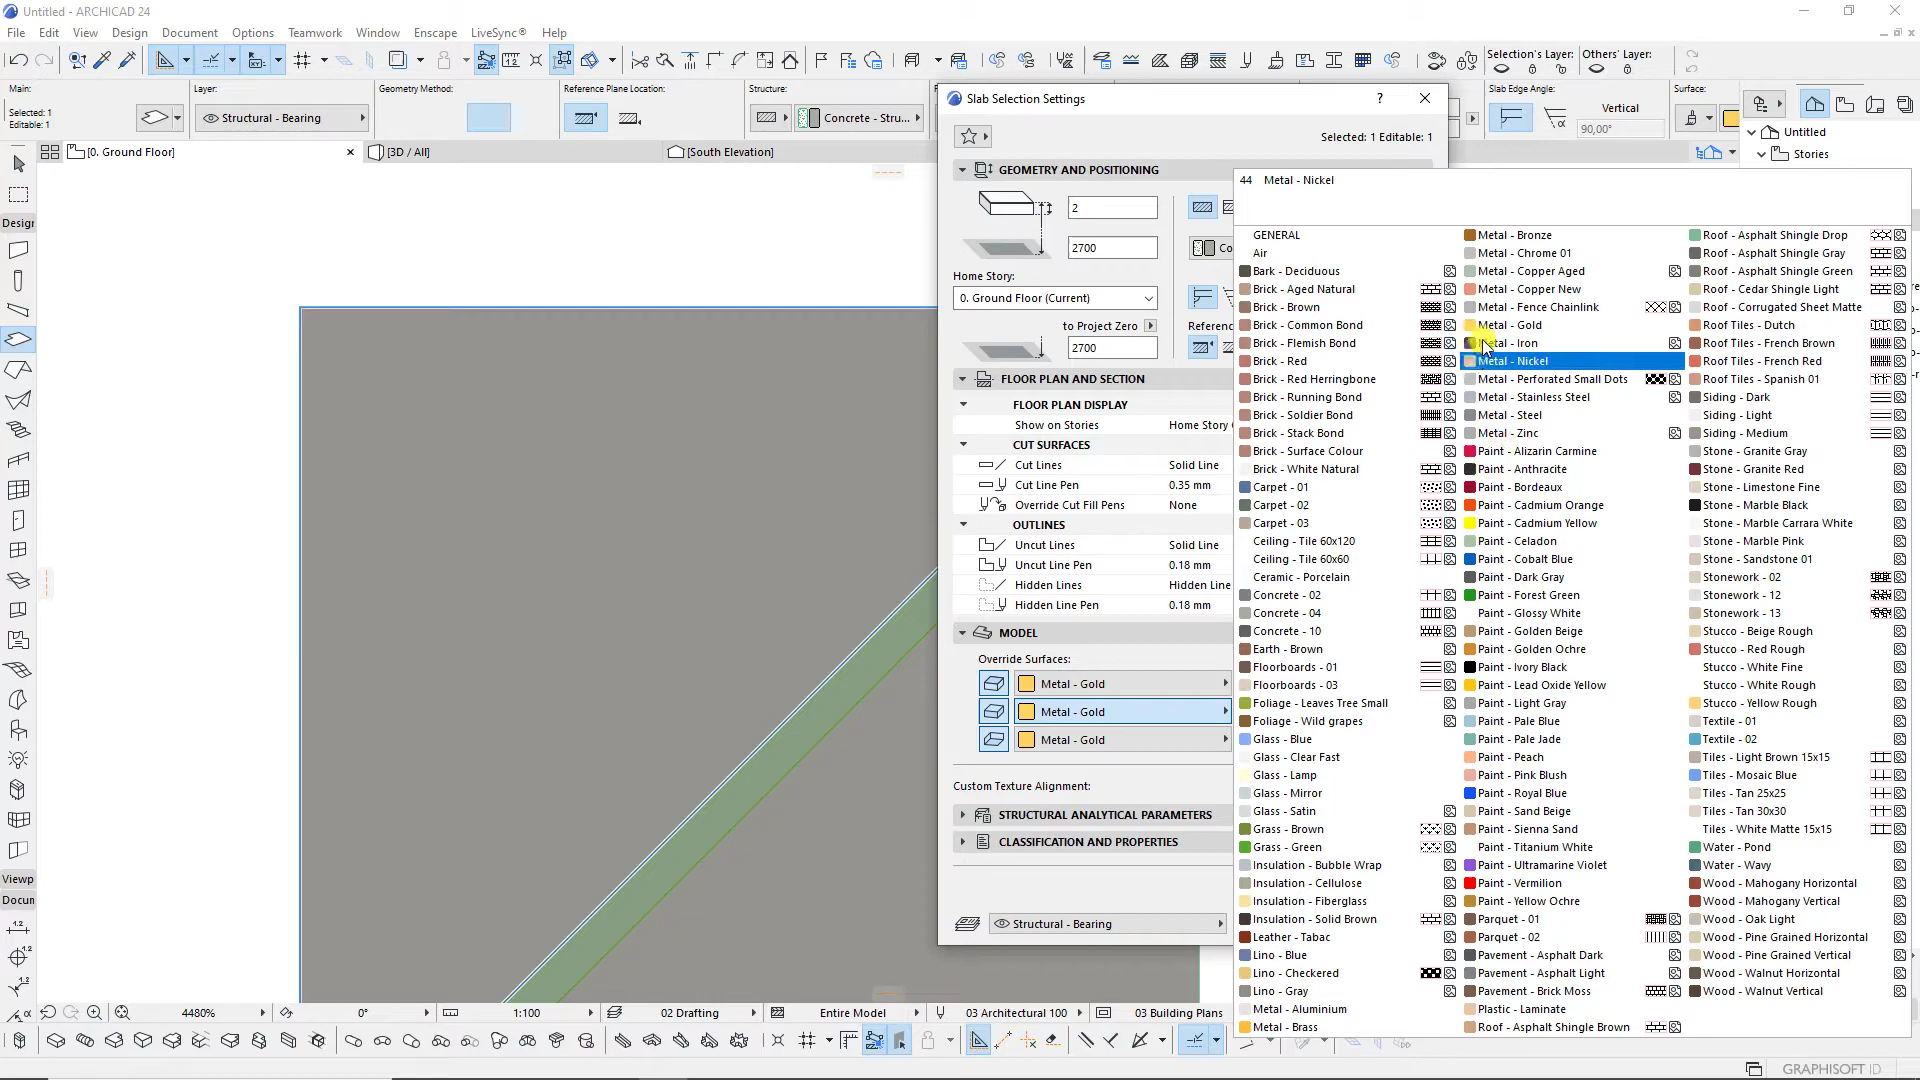 Untitled - ARCHICAD 24
File Edit View Design Document Options Teamwork Window Enscape LiveSync® Help
Selection's Layer: Others' Layer:
Main: Layer: Geometry Method: Reference Plane Location: Structure: Slab Edge Angle: Surface:
Selected: 1
Editable: 1
Structural - Bearing
Concrete - Stru...
Vertical
90,00°
[0. Ground Floor]
[3D / All]
[South Elevation]
Untitled
Stories
Design
Viewp
Docum
Slab Selection Settings
Selected: 1 Editable: 1
GEOMETRY AND POSITIONING
2
2700
Co
Home Story:
0. Ground Floor (Current)
to Project Zero
Referenc
2700
FLOOR PLAN AND SECTION
FLOOR PLAN DISPLAY
Show on Stories Home Story
CUT SURFACES
Cut Lines Solid Line
Cut Line Pen 0.35 mm
Override Cut Fill Pens None
OUTLINES
Uncut Lines Solid Line
Uncut Line Pen 0.18 mm
Hidden Lines Hidden Line
Hidden Line Pen 0.18 mm
MODEL
Override Surfaces:
Metal - Gold
Metal - Gold
Metal - Gold
Custom Texture Alignment:
STRUCTURAL ANALYTICAL PARAMETERS
CLASSIFICATION AND PROPERTIES
Structural - Bearing
44 Metal - Nickel
GENERAL
Air
Bark - Deciduous
Brick - Aged Natural
Brick - Brown
Brick - Common Bond
Brick - Flemish Bond
Brick - Red
Brick - Red Herringbone
Brick - Running Bond
Brick - Soldier Bond
Brick - Stack Bond
Brick - Surface Colour
Brick - White Natural
Carpet - 01
Carpet - 02
Carpet - 03
Ceiling - Tile 60x120
Ceiling - Tile 60x60
Ceramic - Porcelain
Concrete - 02
Concrete - 04
Concrete - 10
Earth - Brown
Floorboards - 01
Floorboards - 03
Foliage - Leaves Tree Small
Foliage - Wild grapes
Glass - Blue
Glass - Clear Fast
Glass - Lamp
Glass - Mirror
Glass - Satin
Grass - Brown
Grass - Green
Insulation - Bubble Wrap
Insulation - Cellulose
Insulation - Fiberglass
Insulation - Solid Brown
Leather - Tabac
Lino - Blue
Lino - Checkered
Lino - Gray
Metal - Aluminium
Metal - Brass
Metal - Bronze
Metal - Chrome 01
Metal - Copper Aged
Metal - Copper New
Metal - Fence Chainlink
Metal - Gold
Metal - Iron
Metal - Nickel
Metal - Perforated Small Dots
Metal - Stainless Steel
Metal - Steel
Metal - Zinc
Paint - Alizarin Carmine
Paint - Anthracite
Paint - Bordeaux
Paint - Cadmium Orange
Paint - Cadmium Yellow
Paint - Celadon
Paint - Cobalt Blue
Paint - Dark Gray
Paint - Forest Green
Paint - Glossy White
Paint - Golden Beige
Paint - Golden Ochre
Paint - Ivory Black
Paint - Lead Oxide Yellow
Paint - Light Gray
Paint - Pale Blue
Paint - Pale Jade
Paint - Peach
Paint - Pink Blush
Paint - Royal Blue
Paint - Sand Beige
Paint - Sienna Sand
Paint - Titanium White
Paint - Ultramarine Violet
Paint - Vermilion
Paint - Yellow Ochre
Parquet - 01
Parquet - 02
Pavement - Asphalt Dark
Pavement - Asphalt Light
Pavement - Brick Moss
Plastic - Laminate
Roof - Asphalt Shingle Brown
Roof - Asphalt Shingle Drop
Roof - Asphalt Shingle Gray
Roof - Asphalt Shingle Green
Roof - Cedar Shingle Light
Roof - Corrugated Sheet Matte
Roof Tiles - Dutch
Roof Tiles - French Brown
Roof Tiles - French Red
Roof Tiles - Spanish 01
Siding - Dark
Siding - Light
Siding - Medium
Stone - Granite Gray
Stone - Granite Red
Stone - Limestone Fine
Stone - Marble Black
Stone - Marble Carrara White
Stone - Marble Pink
Stone - Sandstone 01
Stonework - 02
Stonework - 12
Stonework - 13
Stucco - Beige Rough
Stucco - Red Rough
Stucco - White Fine
Stucco - White Rough
Stucco - Yellow Rough
Textile - 01
Textile - 02
Tiles - Light Brown 15x15
Tiles - Mosaic Blue
Tiles - Tan 25x25
Tiles - Tan 30x30
Tiles - White Matte 15x15
Water - Pond
Water - Wavy
Wood - Mahogany Horizontal
Wood - Mahogany Vertical
Wood - Oak Light
Wood - Pine Grained Horizontal
Wood - Pine Grained Vertical
Wood - Walnut Horizontal
Wood - Walnut Vertical
4480% 0° 1:100 02 Drafting Entire Model 03 Architectural 100 03 Building Plans
GRAPHISOFT ID